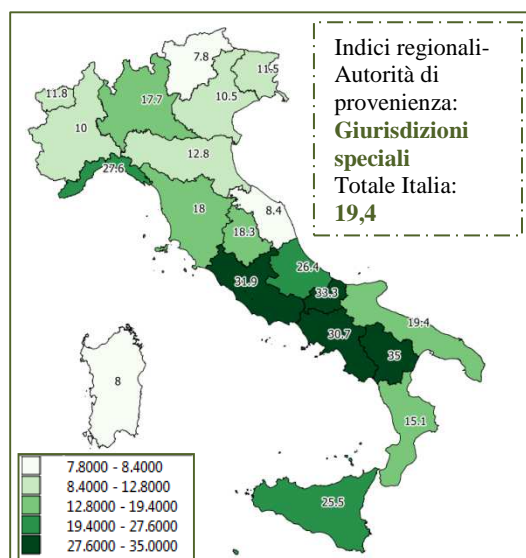 Indici regionali-
Autorità di
provenienza:
Giurisdizioni
speciali
Totale Italia:
19,4
7.8
11.5
11.8
17.7
10.5
10
12.8
27.6
8.4
18
18.3
26.4
31.9
33.3
30.7
19.4
35
8
15.1
25.5
7.8000 - 8.4000
8.4000 - 12.8000
12.8000 - 19.4000
19.4000 - 27.6000
27.6000 - 35.0000